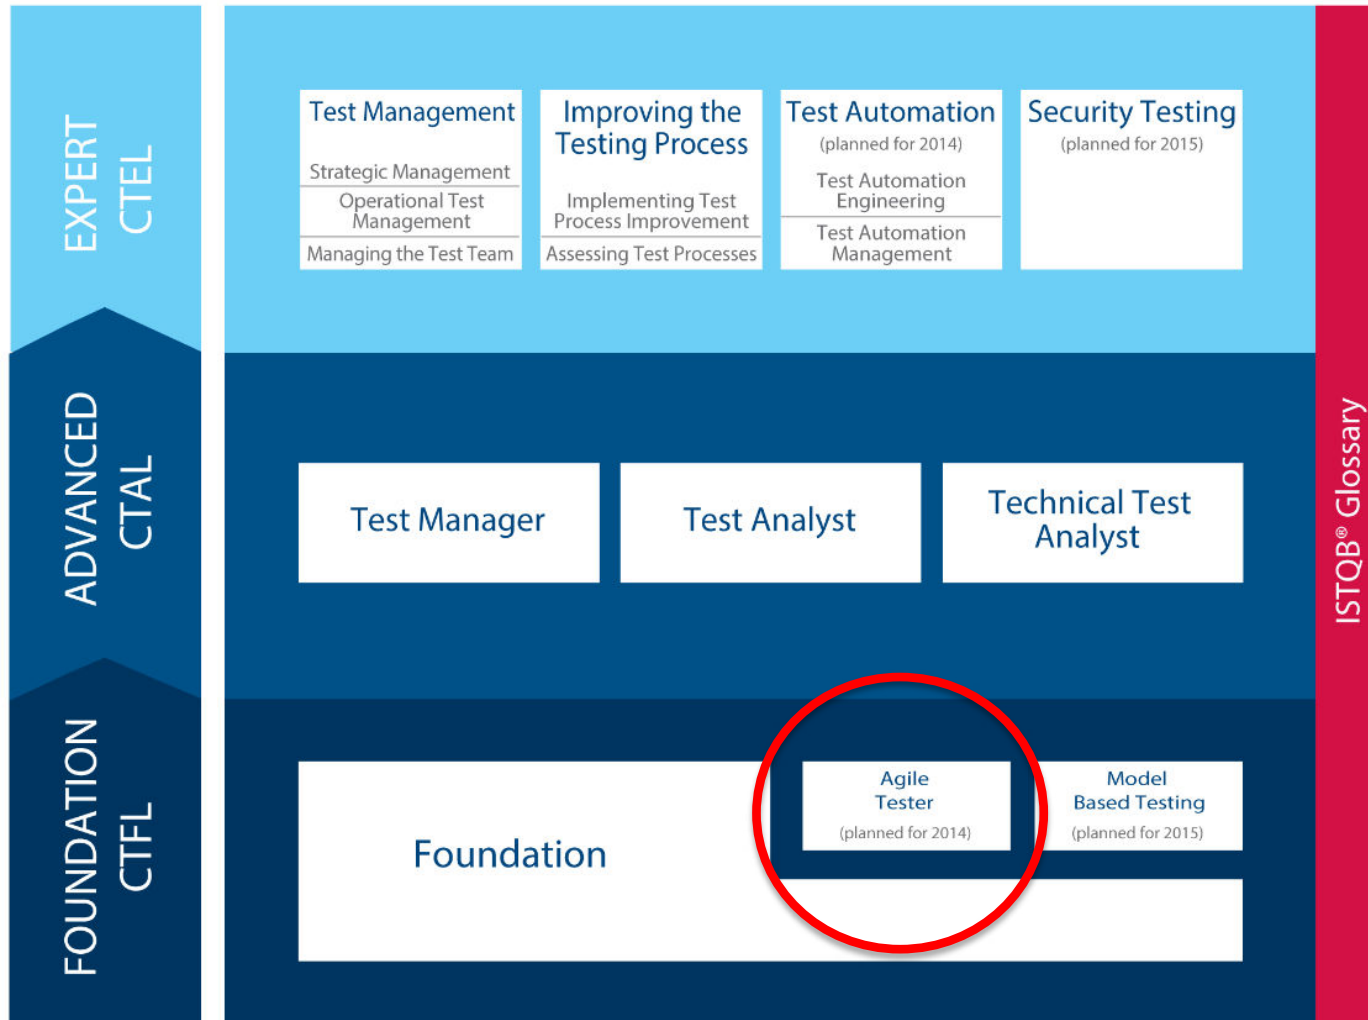 EXPERT
CTEL
Test Management
Strategic Management
Operational Test
Management
Managing the Test Team
Improving the
Testing Process
Implementing Test
Process Improvement
Assessing Test Processes
Test Automation
(planned for 2014)
Test Automation
Engineering
Test Automation
Management
Security Testing
(planned for 2015)
ADVANCED
CTAL
Test Manager
Test Analyst
Technical Test
Analyst
FOUNDATION
CTFL
Foundation
Agile
Tester
(planned for 2014)
Model
Based Testing
(planned for 2015)
ISTQB® Glossary